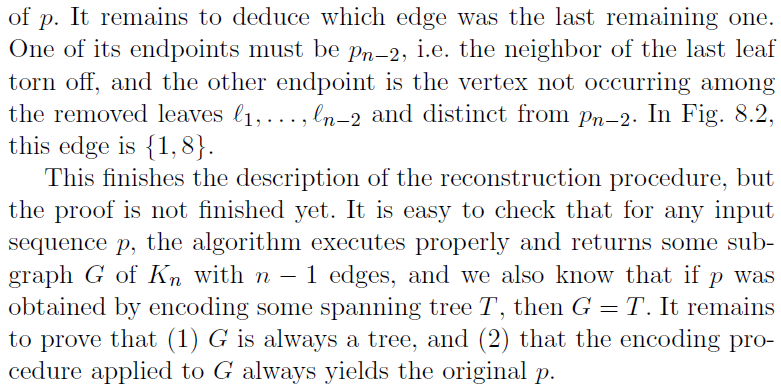 of p. It remains to deduce which edge was the last remaining one.
One of its endpoints must be pₙ₋₂, i.e. the neighbor of the last leaf
torn off, and the other endpoint is the vertex not occurring among
the removed leaves ℓ₁, . . . , ℓₙ₋₂ and distinct from pₙ₋₂. In Fig. 8.2,
this edge is {1, 8}.
This finishes the description of the reconstruction procedure, but
the proof is not finished yet. It is easy to check that for any input
sequence p, the algorithm executes properly and returns some sub-
graph G of Kₙ with n − 1 edges, and we also know that if p was
obtained by encoding some spanning tree T, then G = T. It remains
to prove that (1) G is always a tree, and (2) that the encoding pro-
cedure applied to G always yields the original p.